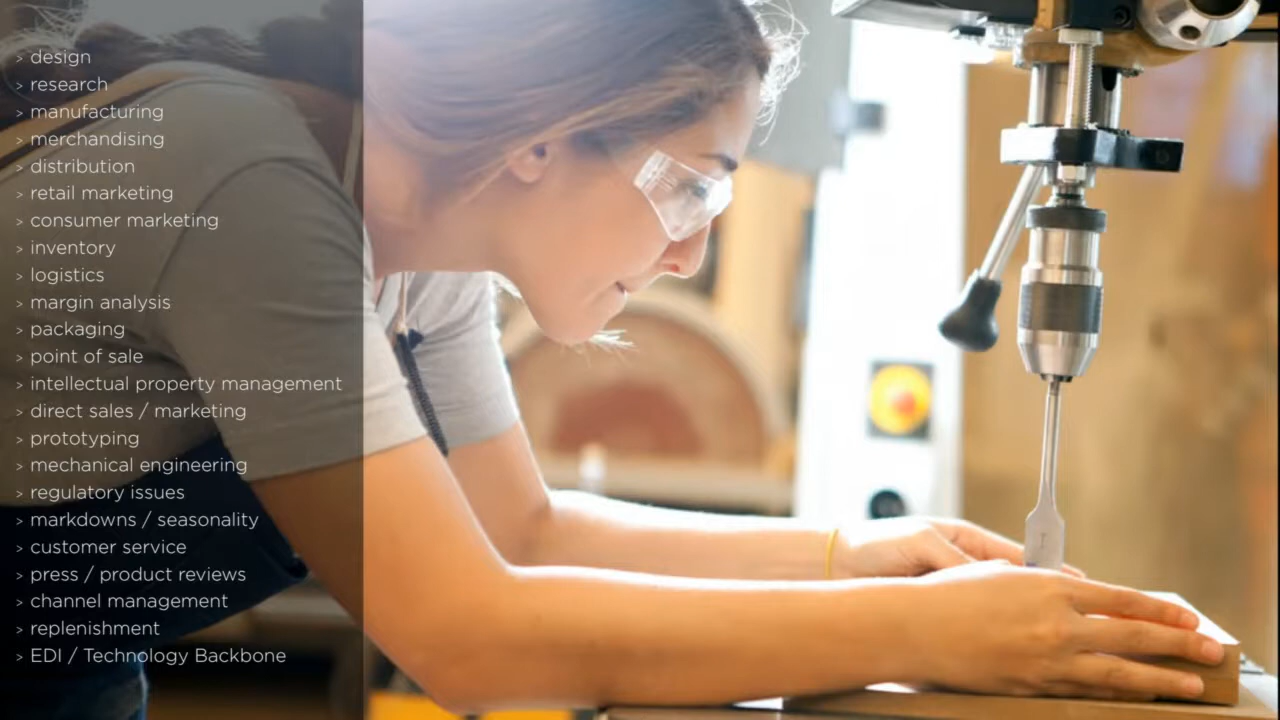 > design
> research
> manufacturing
> merchandising
> distribution
> retail marketing
> consumer marketing
> inventory
> logistics
> margin analysis
> packaging
> point of sale
> intellectual property management
> direct sales / marketing
> prototyping
> mechanical engineering
> regulatory issues
> markdowns / seasonality
> customer service
> press / product reviews
> channel management
> replenishment
> EDI / Technology Backbone